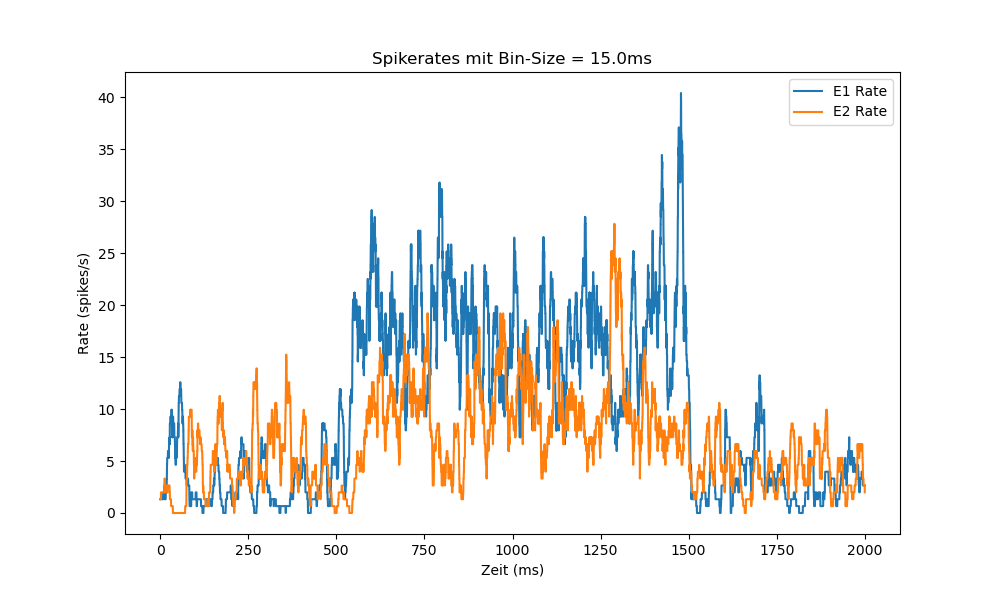 Spikerates mit Bin-Size = 15.0ms
E1 Rate
E2 Rate
40
35
30
25
20
15
10
5
0
Rate (spikes/s)
0 250 500 750 1000 1250 1500 1750 2000
Zeit (ms)